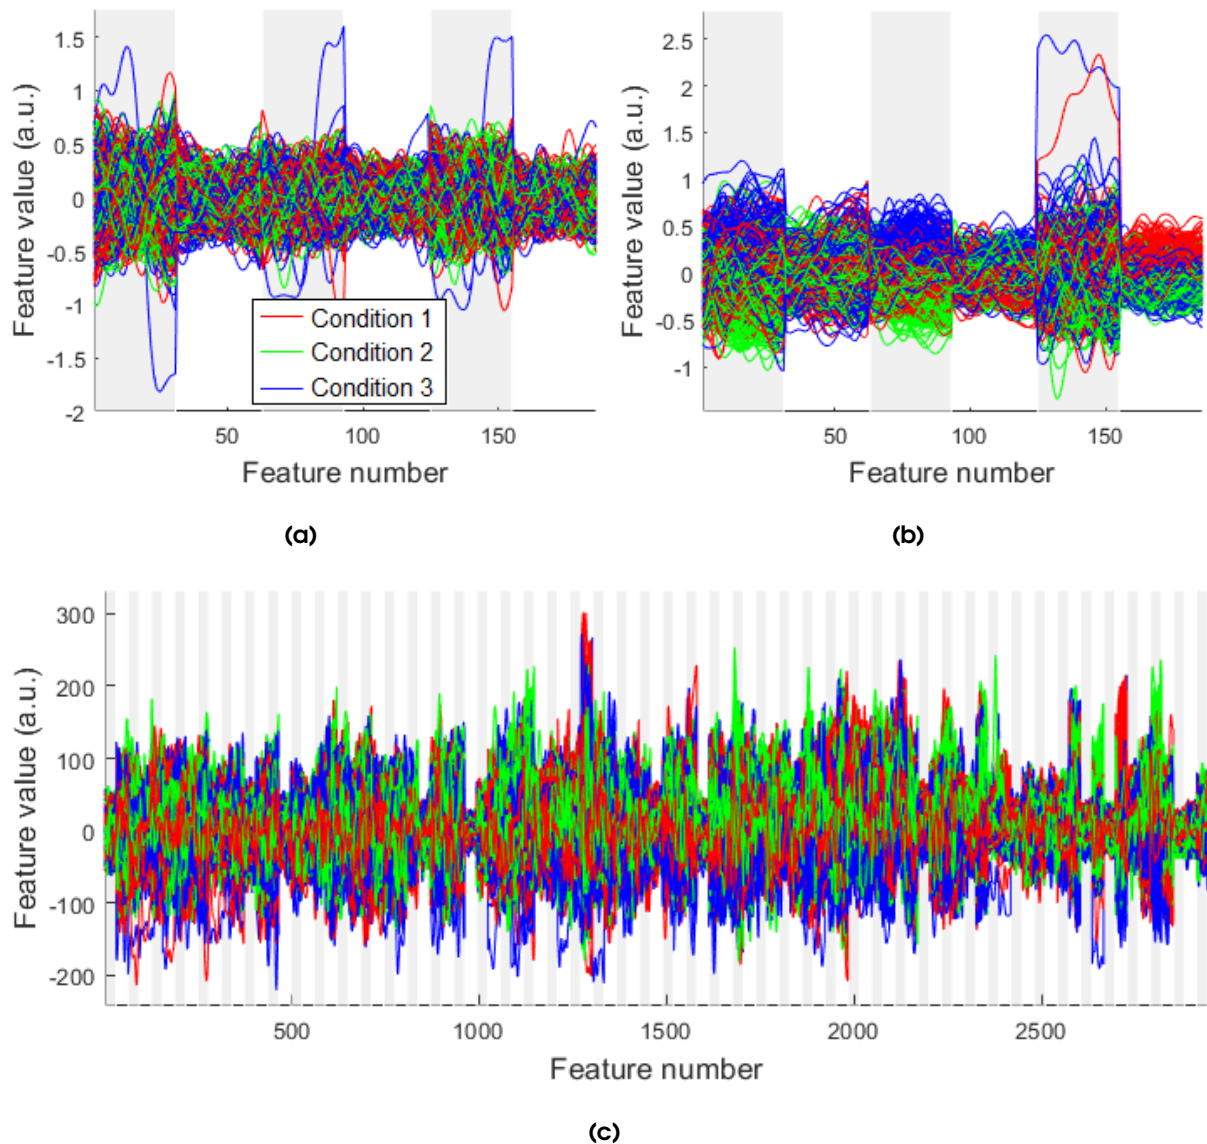 1.5
1
0.5
0
-0.5
-1
-1.5
-2
Feature value (a.u.)
Condition 1
Condition 2
Condition 3
50 100 150
Feature number
(a)
2.5
2
1.5
1
0.5
0
-0.5
-1
Feature value (a.u.)
50 100 150
Feature number
(b)
300
200
100
0
-100
-200
Feature value (a.u.)
500 1000 1500 2000 2500
Feature number
(c)